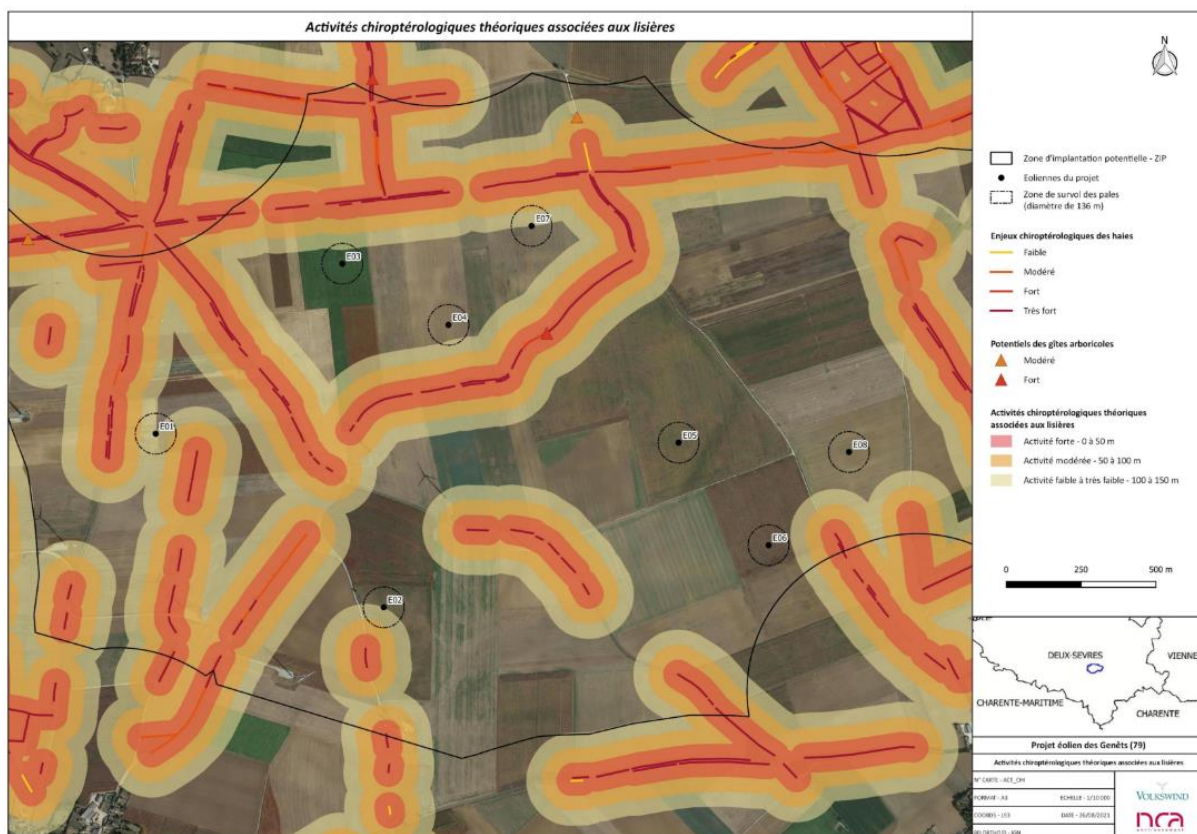 Activités chiroptérologiques théoriques associées aux lisières
N
Zone d'implantation potentielle - ZIP
Eoliennes du projet
Zone de survol des pales
(diamètre de 136 m)
Enjeux chiroptérologiques des haies
Faible
Modéré
Fort
Très fort
Potentiels des gîtes arboricoles
Modéré
Fort
Activités chiroptérologiques théoriques
associées aux lisières
Activité forte - 0 à 50 m
Activité modérée - 50 à 100 m
Activité faible à très faible - 100 à 150 m
0 250 500 m
E07
E03
E04
E01
E05
E08
E06
E02
DEUX-SEVRES
VIENNE
CHARENTE-MARITIME
CHARENTE
Projet éolien des Genêts (79)
Activités chiroptérologiques théoriques associées aux lisières
N° CARTE - ACT_CHI
FORMAT - A3 ECHELLE - 1/10 000
COORDS - L93 DATE - 26/08/2021
VOLKSWIND
nca